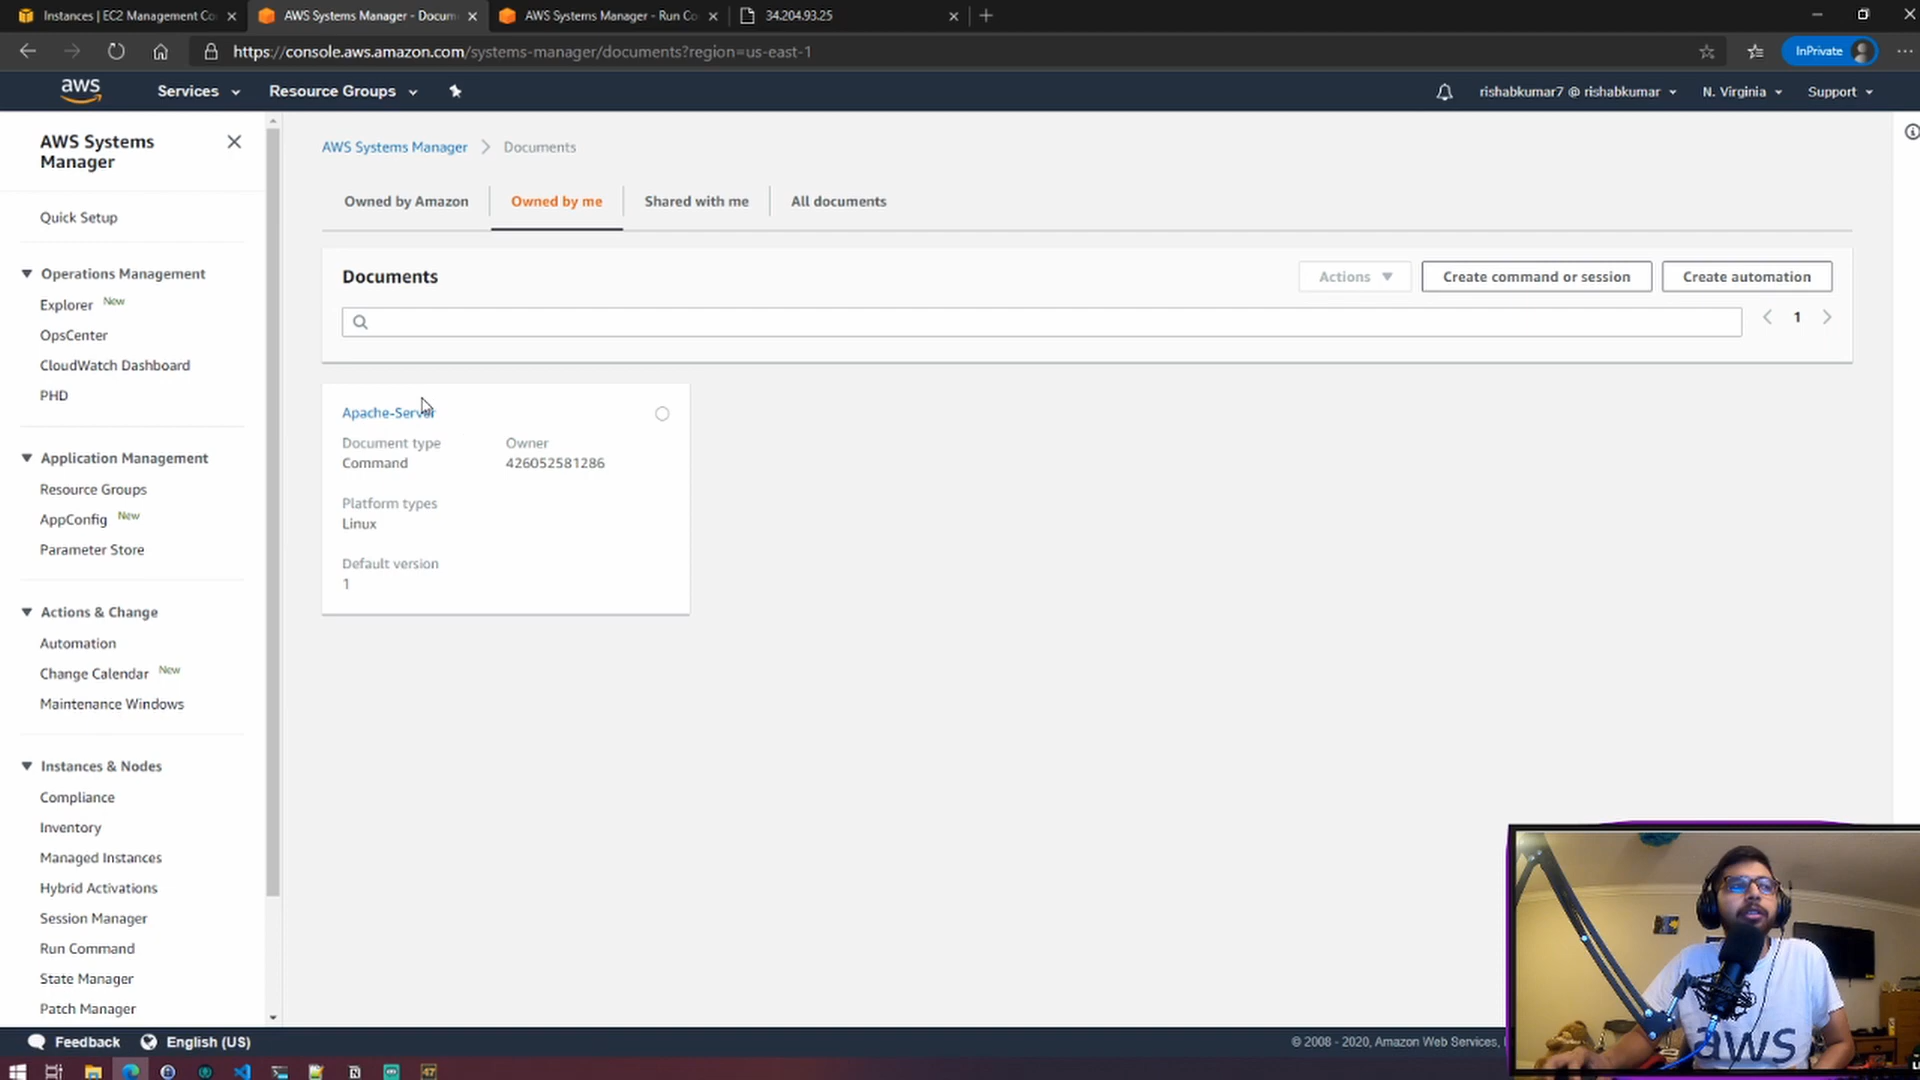 Instances | EC2 Management Co
AWS Systems Manager - Docum
AWS Systems Manager - Run Co
34.204.93.25
https://console.aws.amazon.com/systems-manager/documents?region=us-east-1
InPrivate
aws
Services
Resource Groups
rishabkumar7 @ rishabkumar
N. Virginia
Support
AWS Systems
Manager
Quick Setup
Operations Management
Explorer New
OpsCenter
CloudWatch Dashboard
PHD
Application Management
Resource Groups
AppConfig New
Parameter Store
Actions & Change
Automation
Change Calendar New
Maintenance Windows
Instances & Nodes
Compliance
Inventory
Managed Instances
Hybrid Activations
Session Manager
Run Command
State Manager
Patch Manager
AWS Systems Manager > Documents
Owned by Amazon
Owned by me
Shared with me
All documents
Documents
Actions
Create command or session
Create automation
1
Apache-Server
Document type
Command
Owner
426052581286
Platform types
Linux
Default version
1
aws
Feedback
English (US)
© 2008 - 2020, Amazon Web Services,